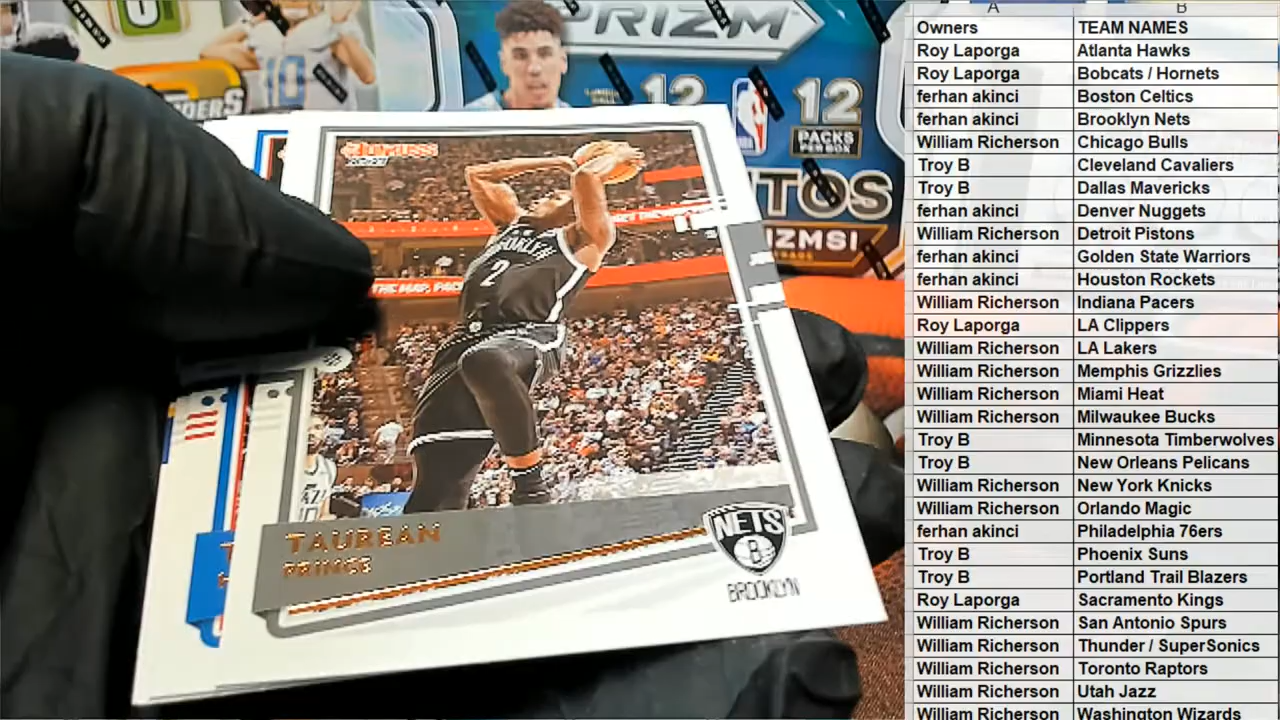 PRIZM
12
12
PACKS
PER BOX
10
DONRUSS
BROOKLYN
2
THE MAP. PAC
TAUREAN
PRINCE
NETS
B
BROOKLYN
A B
Owners TEAM NAMES
Roy Laporga Atlanta Hawks
Roy Laporga Bobcats / Hornets
ferhan akinci Boston Celtics
ferhan akinci Brooklyn Nets
William Richerson Chicago Bulls
Troy B Cleveland Cavaliers
Troy B Dallas Mavericks
ferhan akinci Denver Nuggets
William Richerson Detroit Pistons
ferhan akinci Golden State Warriors
ferhan akinci Houston Rockets
William Richerson Indiana Pacers
Roy Laporga LA Clippers
William Richerson LA Lakers
William Richerson Memphis Grizzlies
William Richerson Miami Heat
William Richerson Milwaukee Bucks
Troy B Minnesota Timberwolves
Troy B New Orleans Pelicans
William Richerson New York Knicks
William Richerson Orlando Magic
ferhan akinci Philadelphia 76ers
Troy B Phoenix Suns
Troy B Portland Trail Blazers
Roy Laporga Sacramento Kings
William Richerson San Antonio Spurs
William Richerson Thunder / SuperSonics
William Richerson Toronto Raptors
William Richerson Utah Jazz
William Richerson Washington Wizards